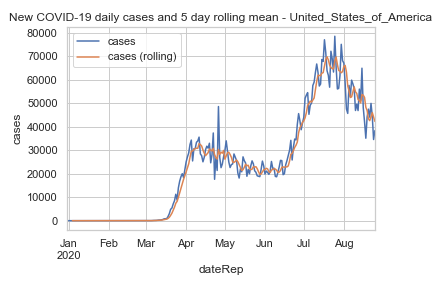 New COVID-19 daily cases and 5 day rolling mean - United_States_of_America
cases
cases (rolling)
80000
70000
60000
50000
40000
30000
20000
10000
0
cases
Jan Feb Mar Apr May Jun Jul Aug
2020
dateRep